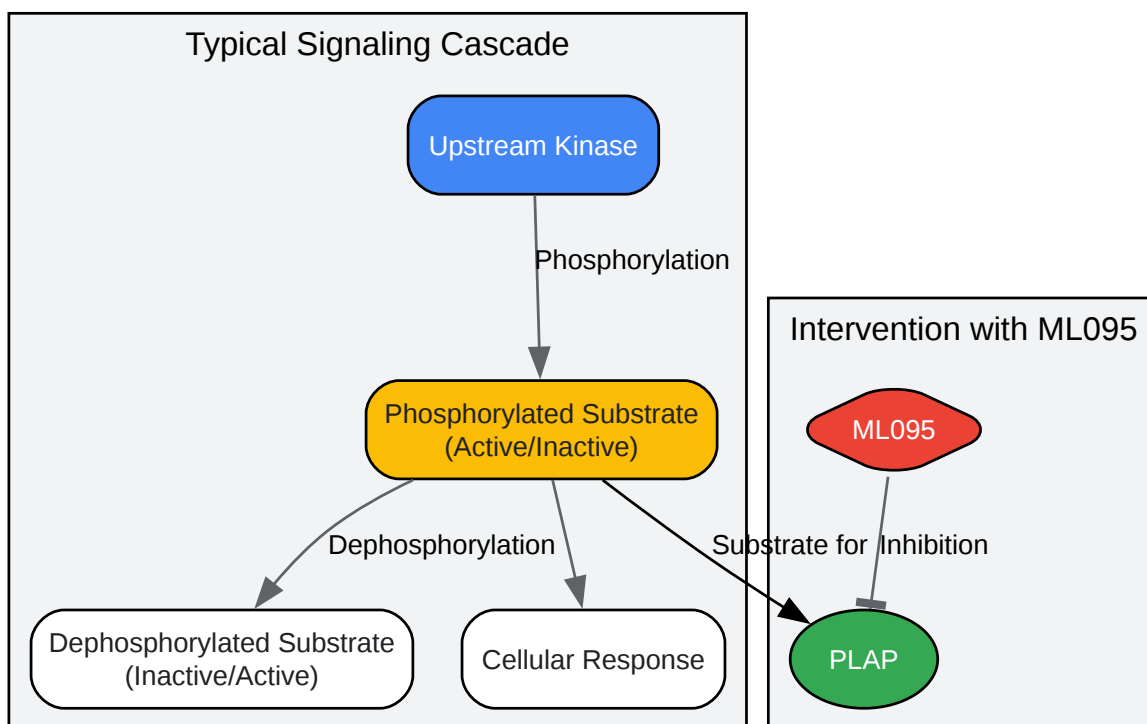 Typical Signaling Cascade
Upstream Kinase
Phosphorylation
Intervention with ML095
Phosphorylated Substrate
(Active/Inactive)
ML095
Dephosphorylation
Substrate for
Inhibition
Dephosphorylated Substrate
(Inactive/Active)
Cellular Response
PLAP